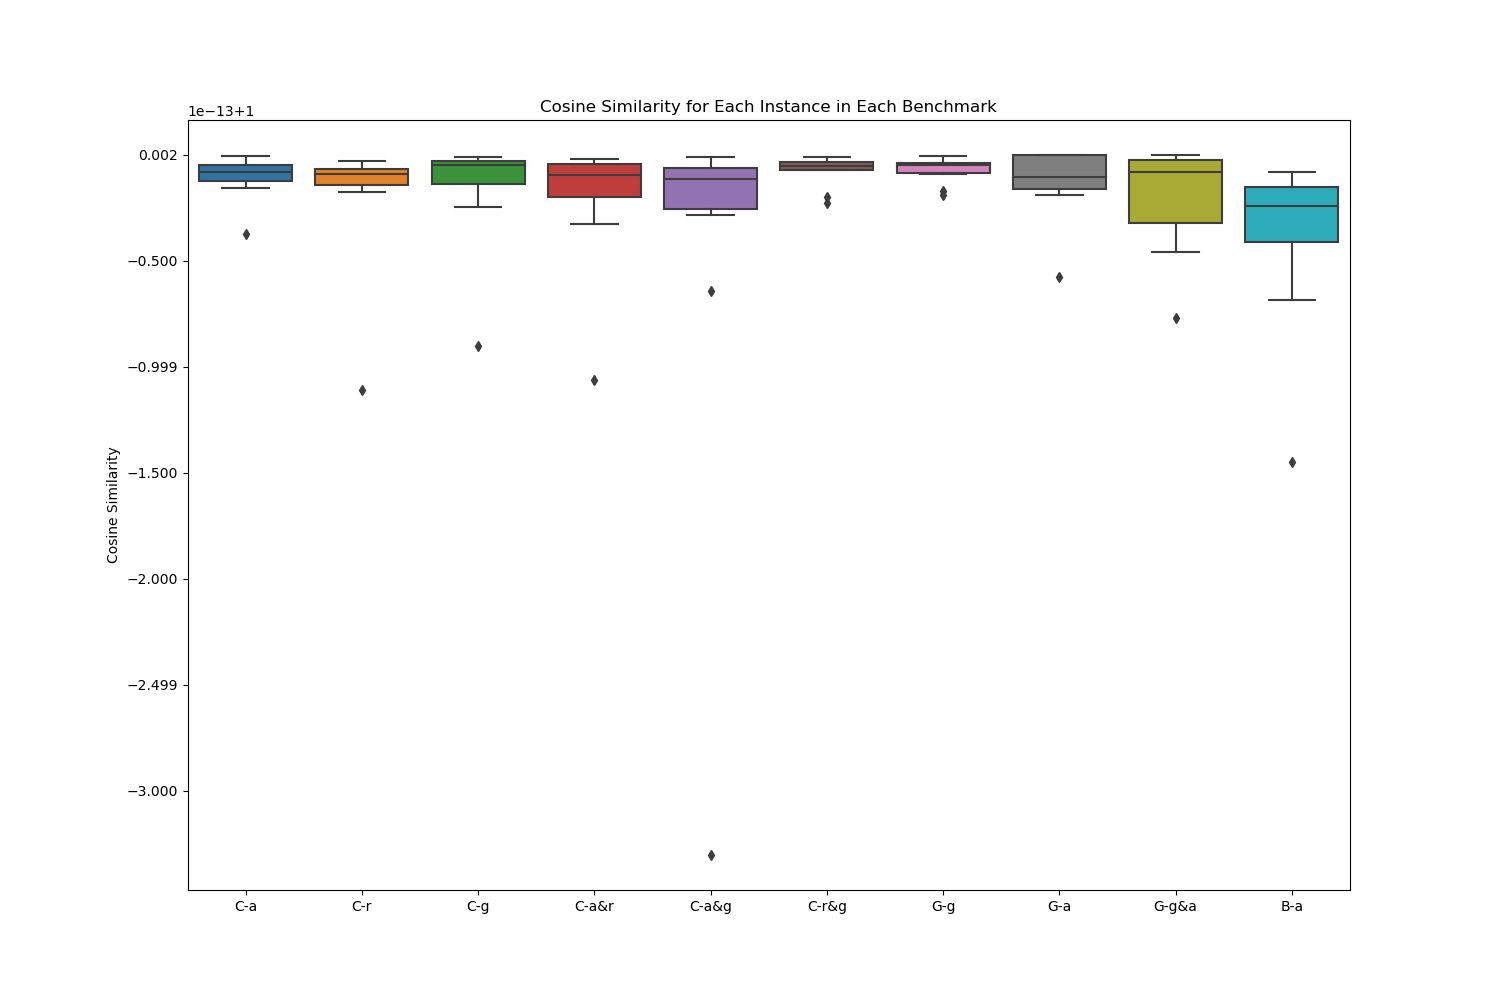 Cosine Similarity for Each Instance in Each Benchmark
1e−13+1
0.002
−0.500
−0.999
−1.500
−2.000
−2.499
−3.000
Cosine Similarity
C-a C-r C-g C-a&r C-a&g C-r&g G-g G-a G-g&a B-a